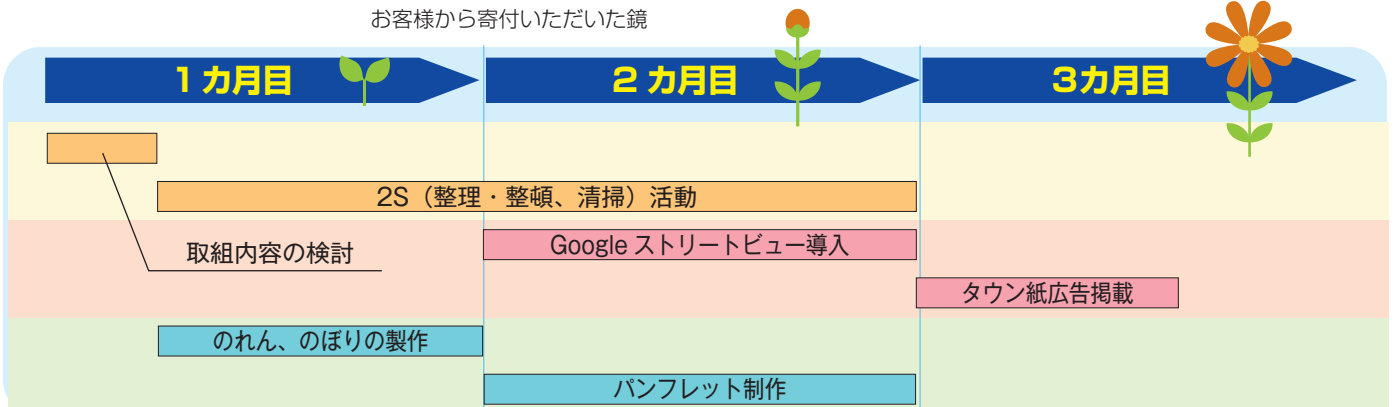 お客様から寄付いただいた鏡
1 カ月目
2 カ月目
3カ月目
2S（整理・整頓、清掃）活動
Google ストリートビュー導入
取組内容の検討
タウン紙広告掲載
のれん、のぼりの製作
パンフレット制作